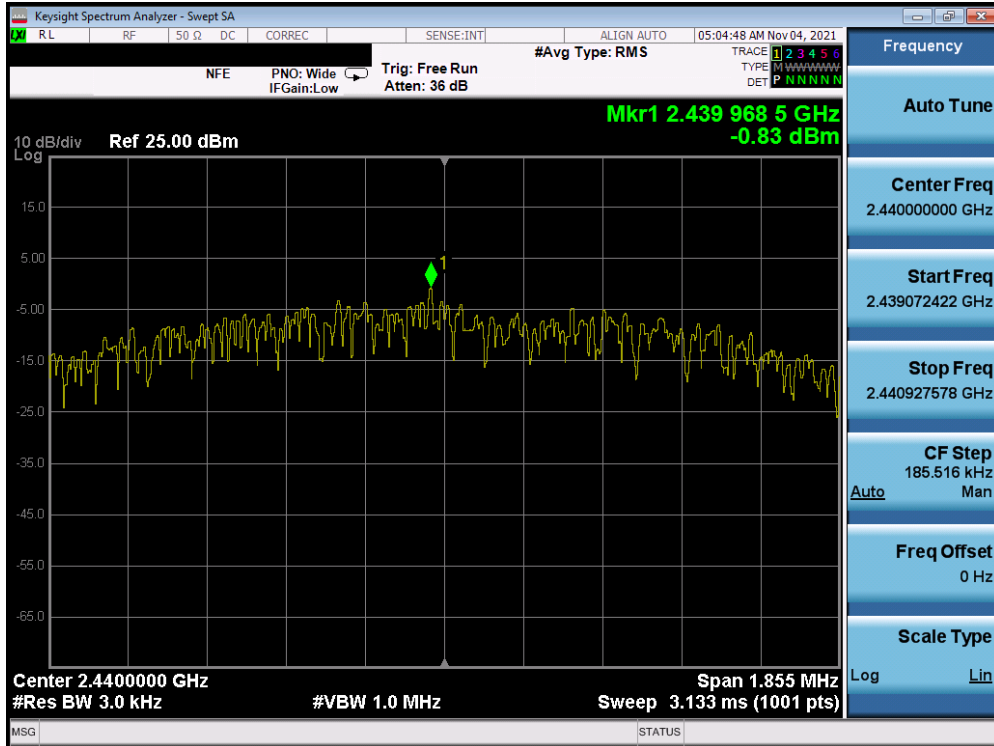 Keysight Spectrum Analyzer - Swept SA
LXI RL RF 50 Ω DC CORREC SENSE:INT ALIGN AUTO 05:04:48 AM Nov 04, 2021
NFE PNO: Wide IFGain:Low Trig: Free Run Atten: 36 dB #Avg Type: RMS
TRACE 1 2 3 4 5 6
TYPE M W W W W W
DET P N N N N N
Mkr1 2.439 968 5 GHz
-0.83 dBm
10 dB/div Ref 25.00 dBm
Log
15.0
5.00
1
-5.00
-15.0
-25.0
-35.0
-45.0
-55.0
-65.0
Center 2.4400000 GHz Span 1.855 MHz
#Res BW 3.0 kHz #VBW 1.0 MHz Sweep 3.133 ms (1001 pts)
MSG STATUS
Frequency
Auto Tune
Center Freq
2.440000000 GHz
Start Freq
2.439072422 GHz
Stop Freq
2.440927578 GHz
CF Step
185.516 kHz
Auto Man
Freq Offset
0 Hz
Scale Type
Log Lin